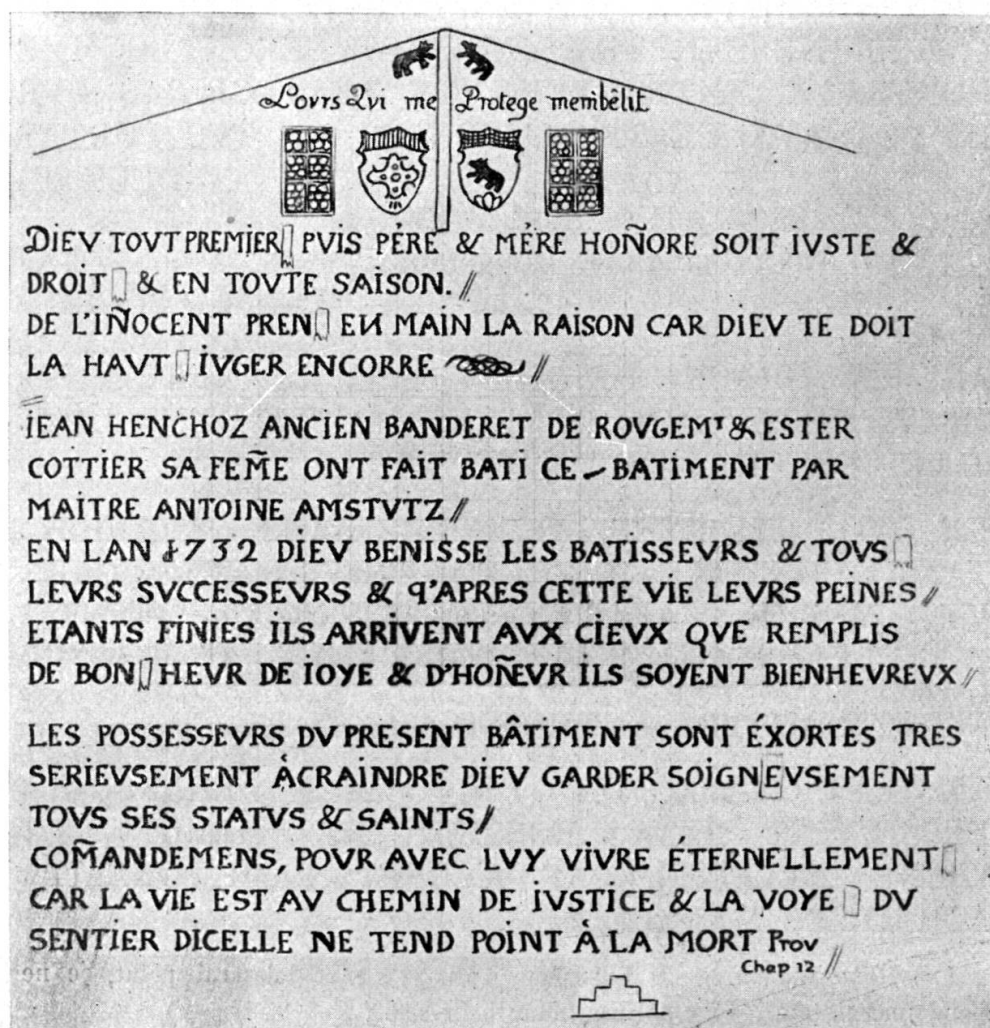 Lovrs Qvi me Protege membêlit
DIEV TOVT PREMIER PVIS PÉRE & MÉRE HOÑORE SOIT IVSTE &
DROIT & EN TOVTE SAISON. //
DE L'IÑOCENT PREN EN MAIN LA RAISON CAR DIEV TE DOIT
LA HAVT IVGER ENCORRE //
IEAN HENCHOZ ANCIEN BANDERET DE ROVGEMT & ESTER
COTTIER SA FEM̃E ONT FAIT BATI CE – BATIMENT PAR
MAITRE ANTOINE AMSTVTZ //
EN LAN 1732 DIEV BENISSE LES BATISSEVRS & TOVS
LEVRS SVCCESSEVRS & q'APRES CETTE VIE LEVRS PEINES //
ETANTS FINIES ILS ARRIVENT AVX CIEVX QVE REMPLIS
DE BON HEVR DE IOYE & D'HOÑEVR ILS SOYENT BIENHEVREVX //
LES POSSESSEVRS DV PRESENT BÂTIMENT SONT ÉXORTES TRES
SERIEVSEMENT ÀCRAINDRE DIEV GARDER SOIGNEVSEMENT
TOVS SES STATVS & SAINTS //
COM̃ANDEMENS, POVR AVEC LVY VIVRE ÉTERNELLEMENT
CAR LA VIE EST AV CHEMIN DE IVSTICE & LA VOYE DV
SENTIER DICELLE NE TEND POINT À LA MORT Prov
Chap 12 //